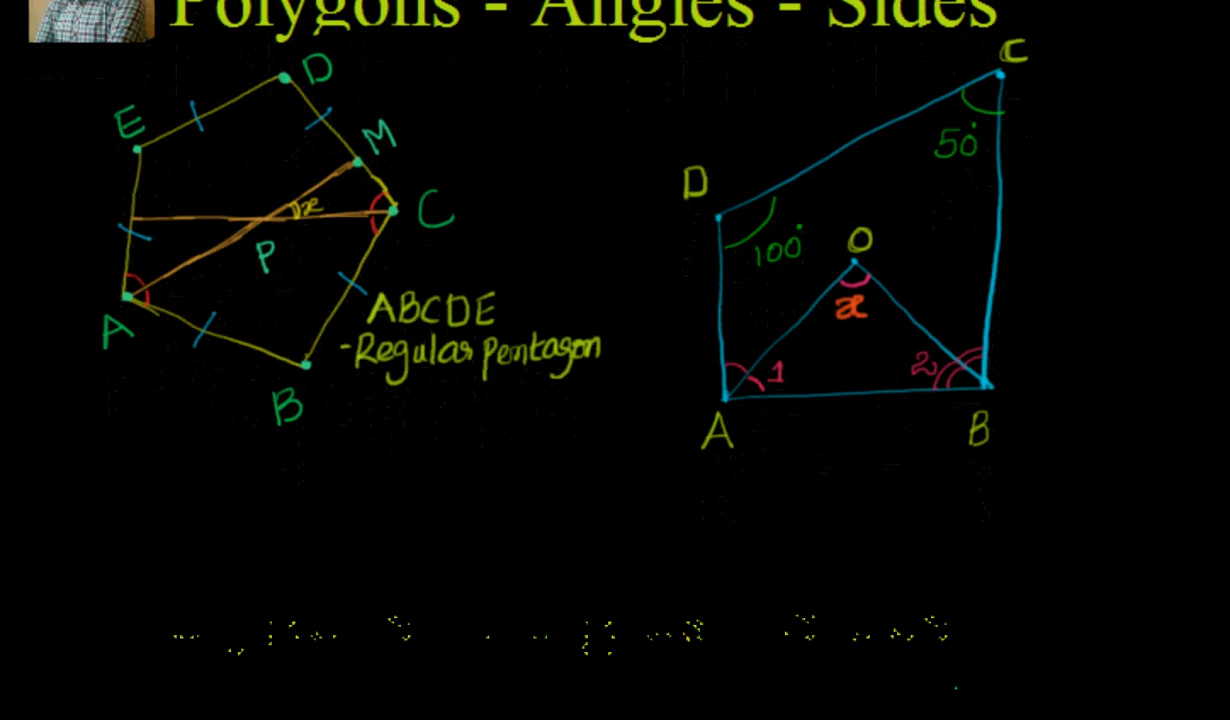 Polygons - Angles - Sides
D
E
M
x
C
P
A
B
ABCDE
-Regular Pentagon
C
50°
D
100°
O
x
1
2
A
B